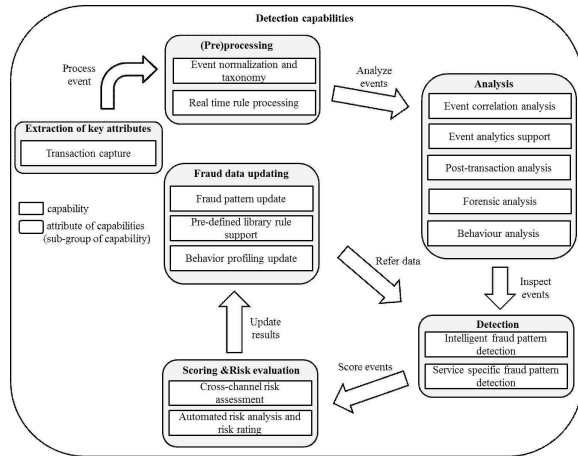 Detection capabilities
(Pre)processing
Event normalization and
taxonomy
Real time rule processing
Process
event
Analyze
events
Analysis
Event correlation analysis
Event analytics support
Post-transaction analysis
Forensic analysis
Behaviour analysis
Extraction of key attributes
Transaction capture
Fraud data updating
Fraud pattern update
Pre-defined library rule
support
Behavior profiling update
capability
attribute of capabilities
(sub-group of capability)
Refer data
Inspect
events
Detection
Intelligent fraud pattern
detection
Service specific fraud pattern
detection
Update
results
Score events
Scoring &Risk evaluation
Cross-channel risk
assessment
Automated risk analysis and
risk rating